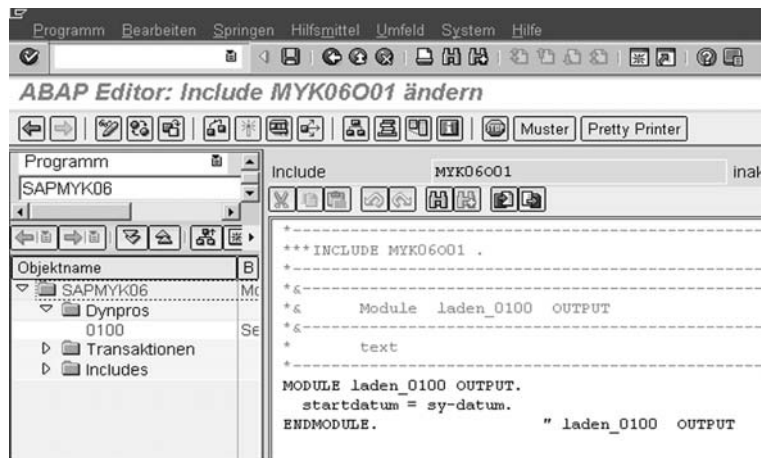 Programm Bearbeiten Springen Hilfsmittel Umfeld System Hilfe
ABAP Editor: Include MYK06O01 ändern
Muster Pretty Printer
Programm
SAPMYK06
Objektname B
SAPMYK06 Mo
Dynpros
0100 Se
Transaktionen
Includes
Include MYK06O01 inak
*----------------------------------------------------------------
***INCLUDE MYK06O01 .
*----------------------------------------------------------------
*&---------------------------------------------------------------
*& Module laden_0100 OUTPUT
*&---------------------------------------------------------------
* text
*----------------------------------------------------------------
MODULE laden_0100 OUTPUT.
startdatum = sy-datum.
ENDMODULE. " laden_0100 OUTPUT